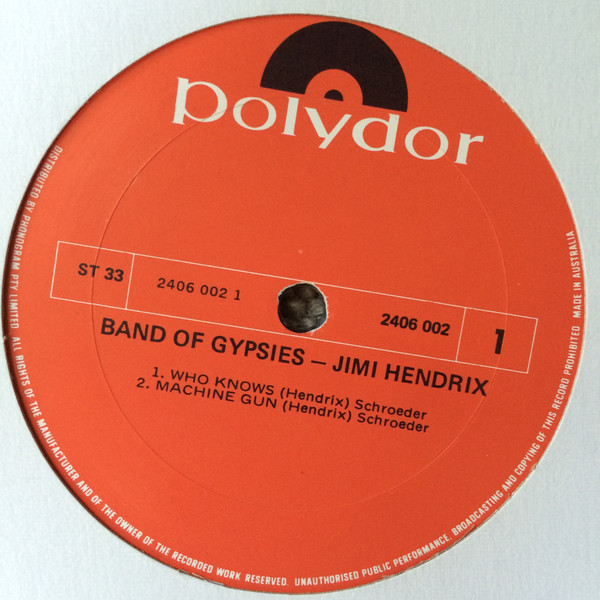 polydor
ST 33
2406 002 1
2406 002
1
BAND OF GYPSIES — JIMI HENDRIX
1. WHO KNOWS (Hendrix) Schroeder
2. MACHINE GUN (Hendrix) Schroeder
DISTRIBUTED BY PHONOGRAM PTY LIMITED ALL RIGHTS OF THE MANUFACTURER AND OF THE OWNER OF THE RECORDED WORK RESERVED. UNAUTHORISED PUBLIC PERFORMANCE, BROADCASTING AND COPYING OF THIS RECORD PROHIBITED MADE IN AUSTRALIA